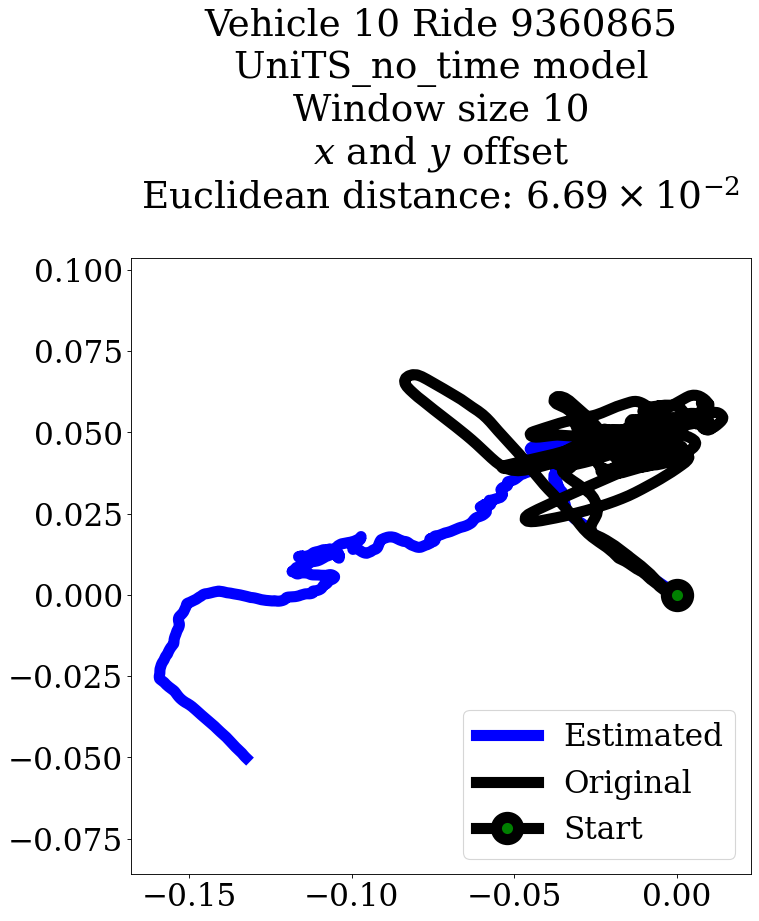 Vehicle 10 Ride 9360865
UniTS_no_time model
Window size 10
x and y offset
Euclidean distance: 6.69 × 10⁻²
0.100
0.075
0.050
0.025
0.000
−0.025
−0.050
−0.075
Estimated
Original
Start
−0.15
−0.10
−0.05
0.00